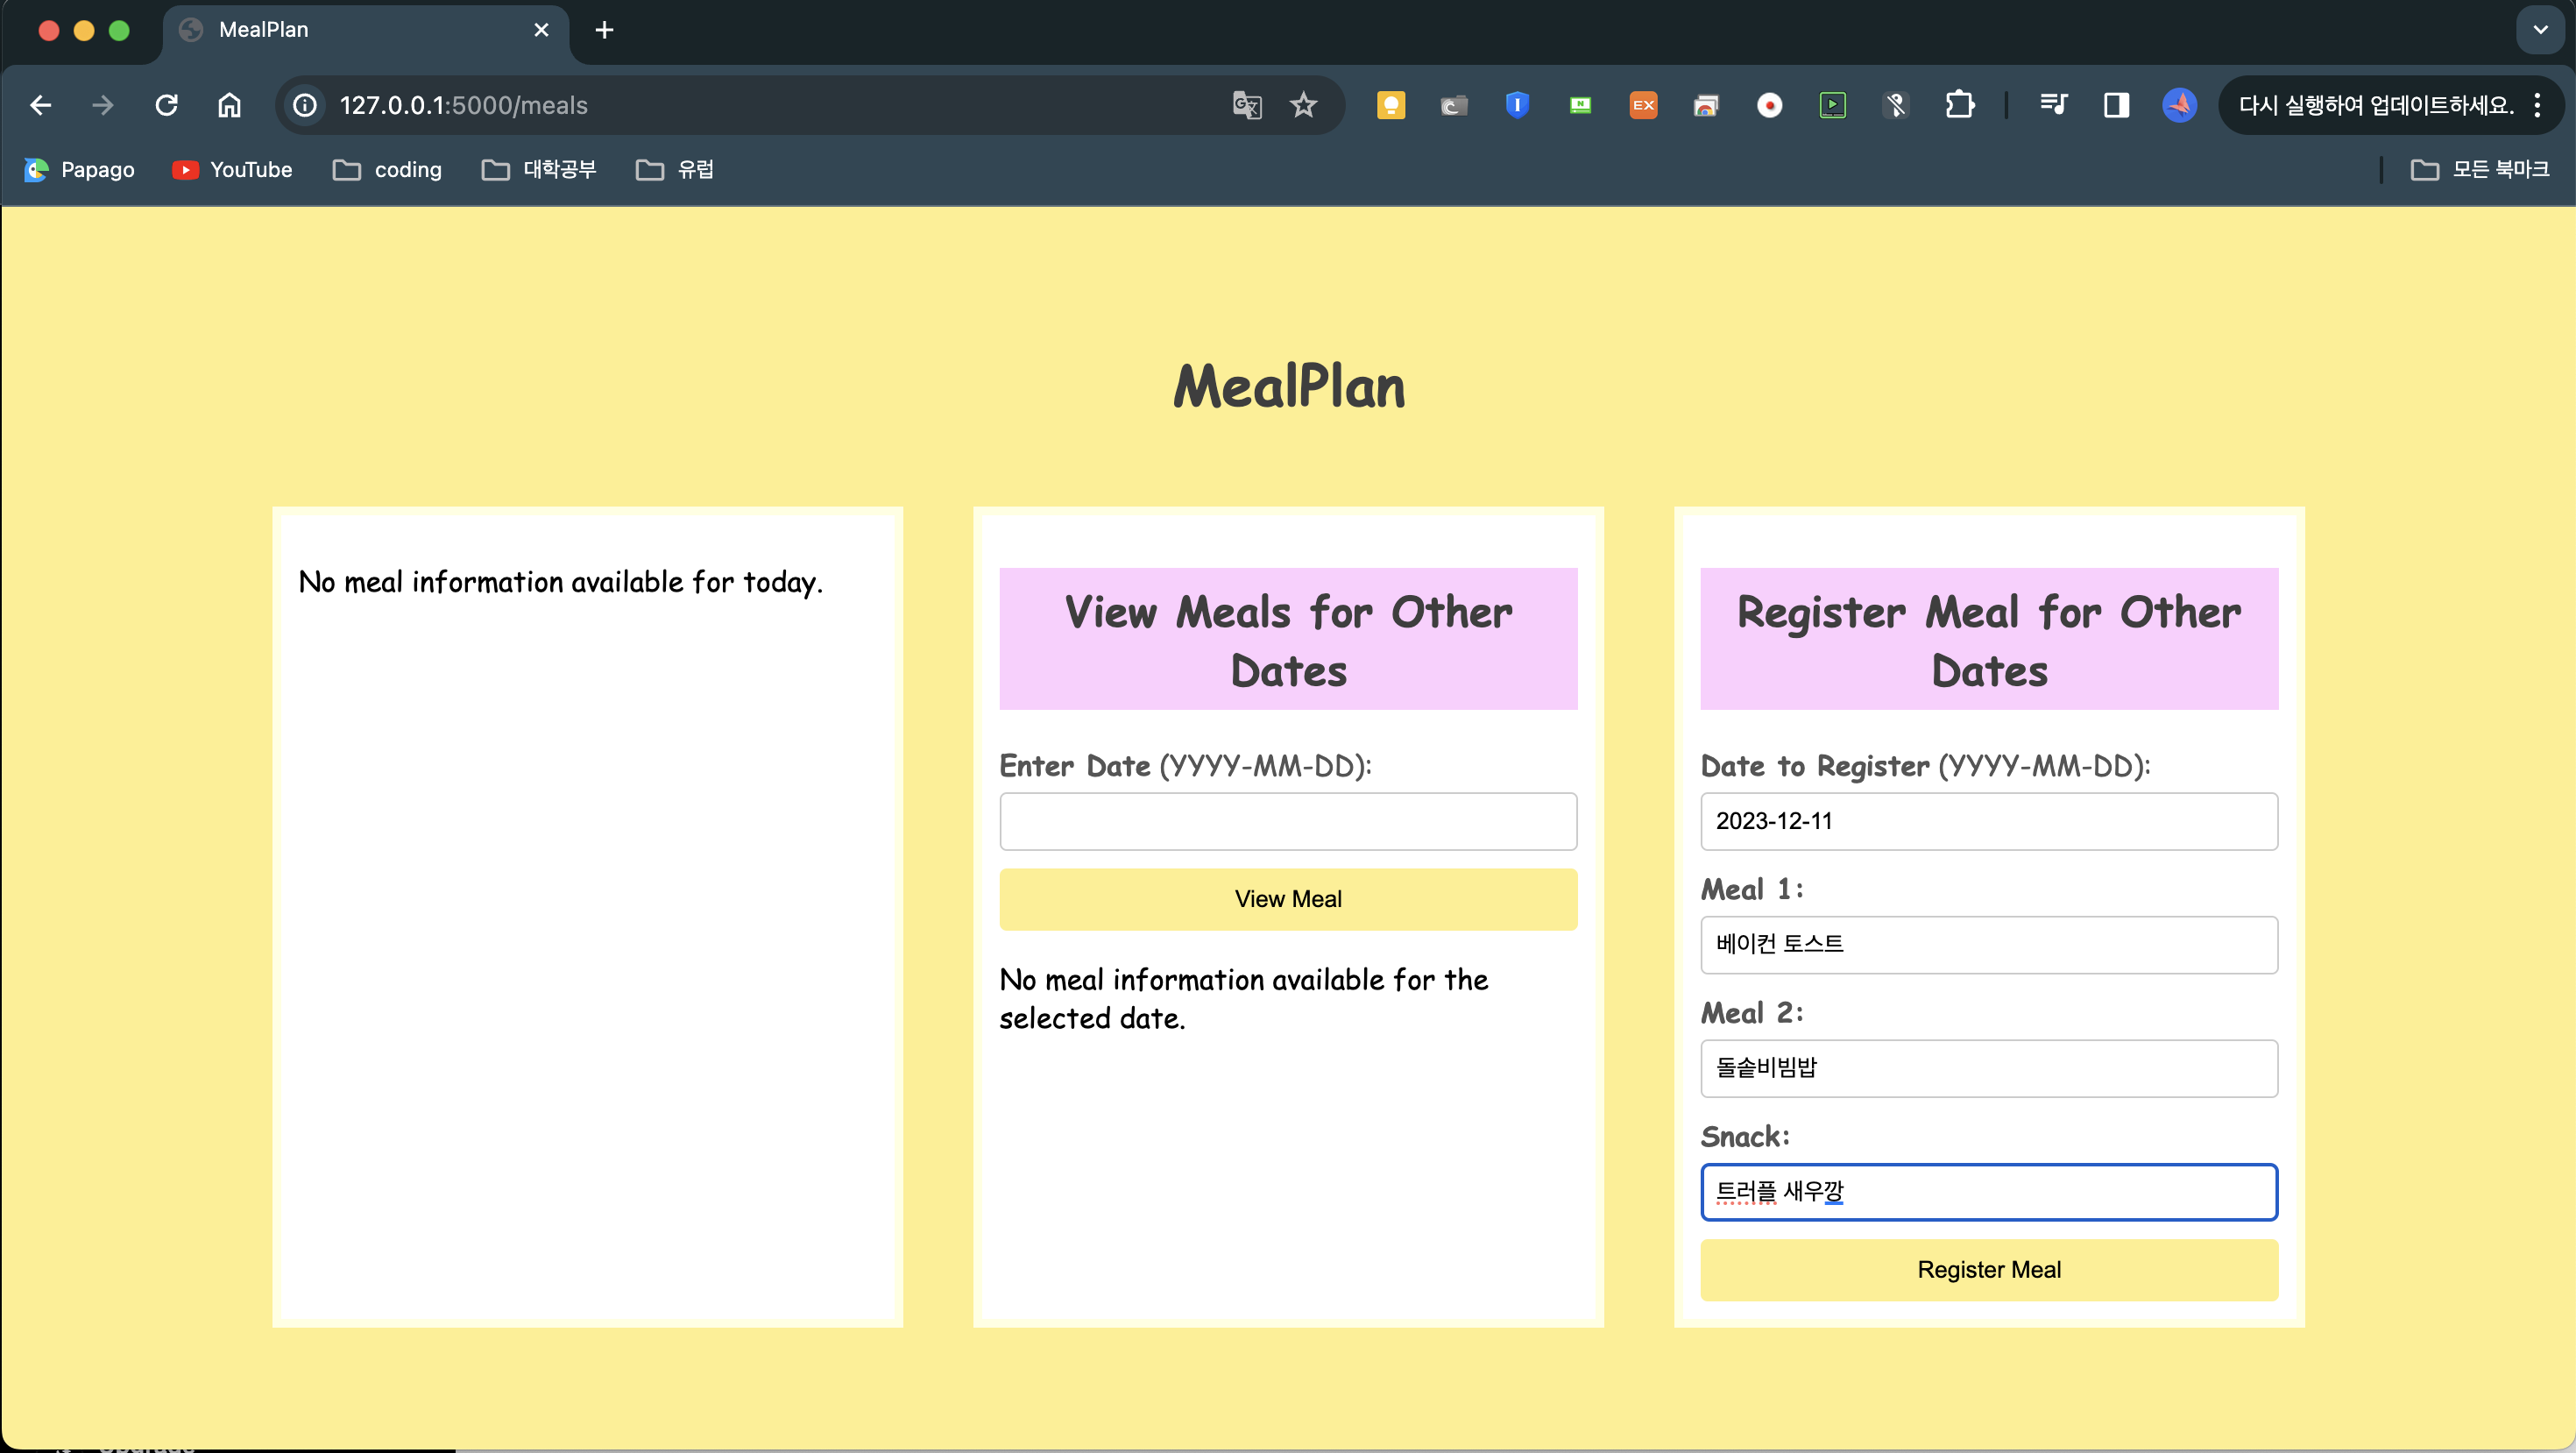 MealPlan
127.0.0.1:5000/meals
EX
다시 실행하여 업데이트하세요.
Papago
YouTube
coding
대학공부
유럽
모든 북마크
MealPlan
No meal information available for today.
View Meals for Other
Dates
Enter Date (YYYY-MM-DD):
View Meal
No meal information available for the
selected date.
Register Meal for Other
Dates
Date to Register (YYYY-MM-DD):
2023-12-11
Meal 1:
베이컨 토스트
Meal 2:
돌솥비빔밥
Snack:
트러플 새우깡
Register Meal